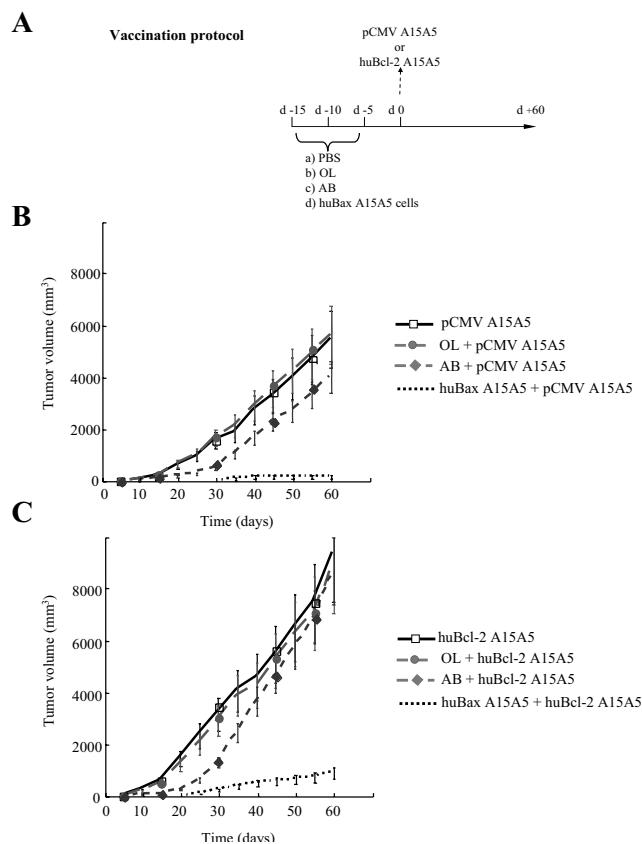 A
Vaccination protocol
pCMV A15A5
or
huBcl-2 A15A5
d -15 d -10 d -5 d 0 d +60
a) PBS
b) OL
c) AB
d) huBax A15A5 cells
B
Tumor volume (mm³)
8000
6000
4000
2000
0
0 10 20 30 40 50 60
Time (days)
pCMV A15A5
OL + pCMV A15A5
AB + pCMV A15A5
huBax A15A5 + pCMV A15A5
C
Tumor volume (mm³)
8000
6000
4000
2000
0
0 10 20 30 40 50 60
Time (days)
huBcl-2 A15A5
OL + huBcl-2 A15A5
AB + huBcl-2 A15A5
huBax A15A5 + huBcl-2 A15A5